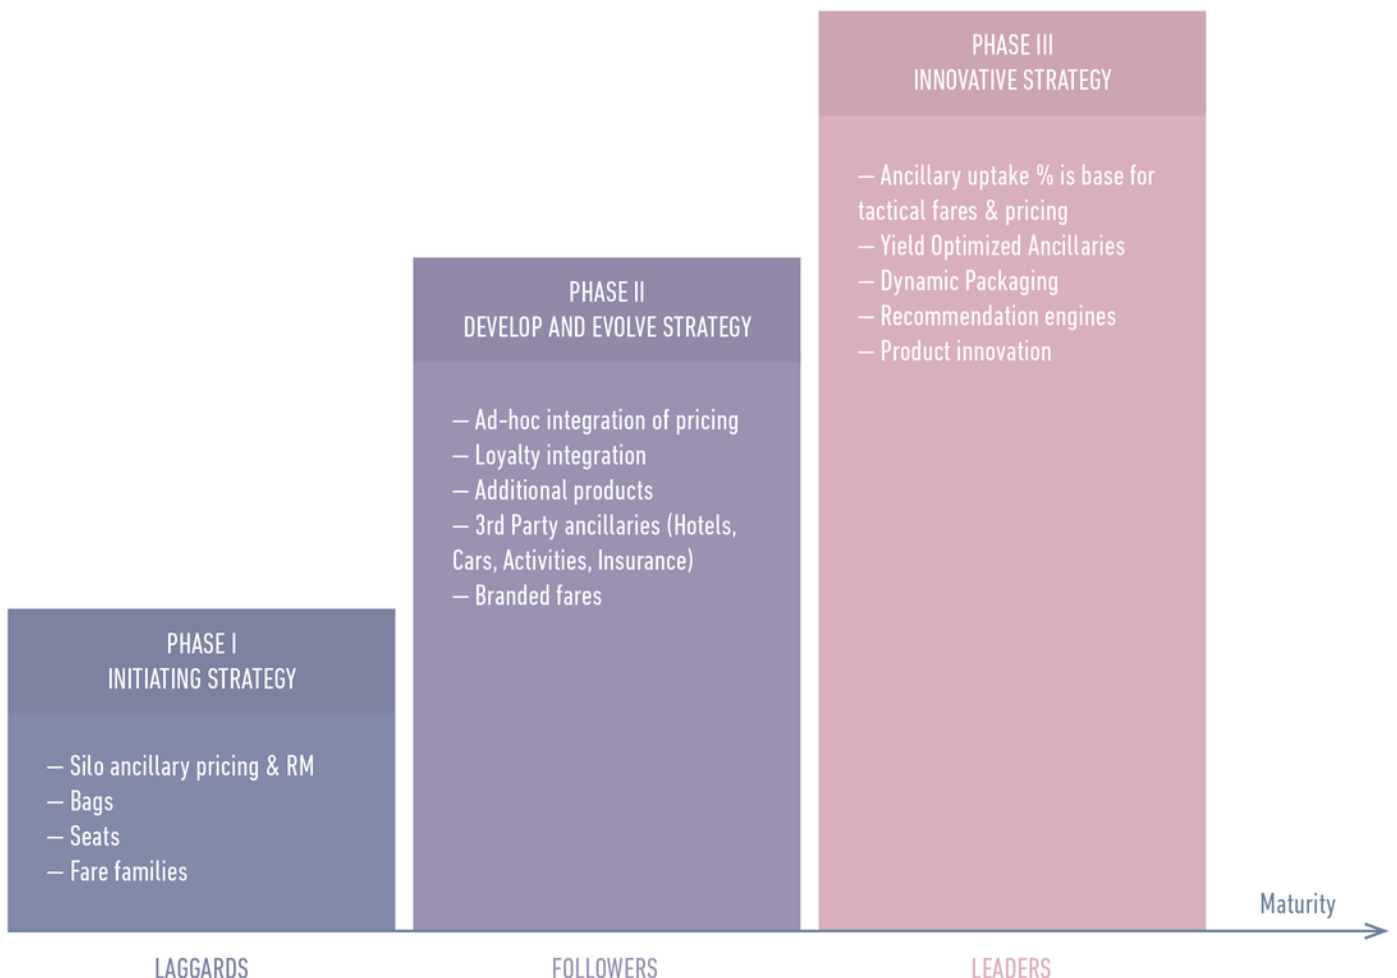 PHASE III
INNOVATIVE STRATEGY
— Ancillary uptake % is base for
tactical fares & pricing
— Yield Optimized Ancillaries
— Dynamic Packaging
— Recommendation engines
— Product innovation
PHASE II
DEVELOP AND EVOLVE STRATEGY
— Ad-hoc integration of pricing
— Loyalty integration
— Additional products
— 3rd Party ancillaries (Hotels,
Cars, Activities, Insurance)
— Branded fares
PHASE I
INITIATING STRATEGY
— Silo ancillary pricing & RM
— Bags
— Seats
— Fare families
Maturity
LAGGARDS
FOLLOWERS
LEADERS